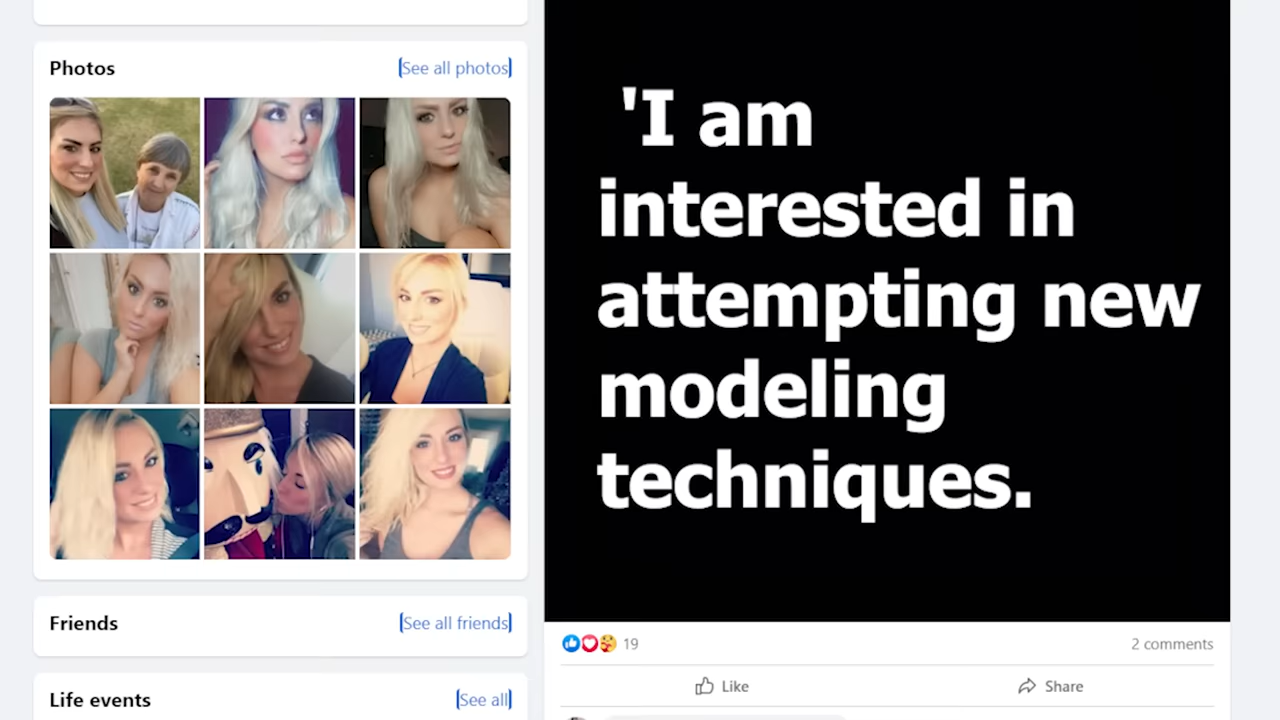 Photos
See all photos
Friends
See all friends
Life events
See all
'I am
interested in
attempting new
modeling
techniques.
19
2 comments
Like
Share